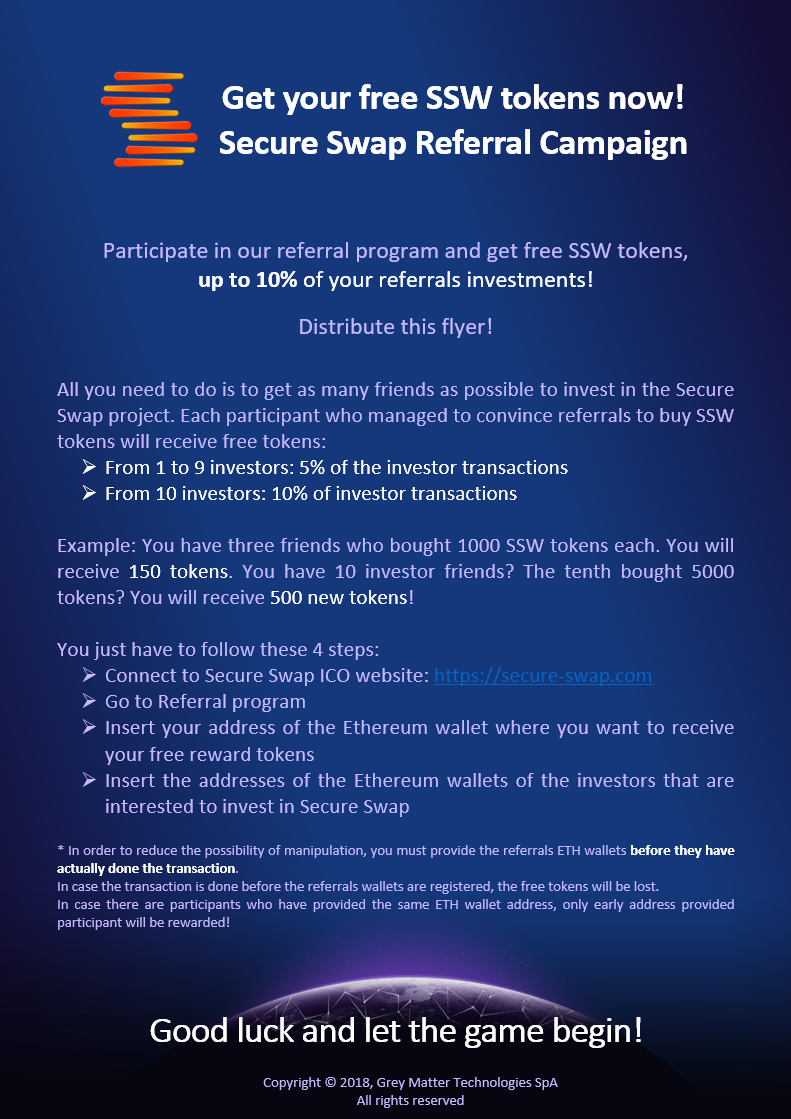 Get your free SSW tokens now!
Secure Swap Referral Campaign
Participate in our referral program and get free SSW tokens,
up to 10% of your referrals investments!
Distribute this flyer!
All you need to do is to get as many friends as possible to invest in the Secure
Swap project. Each participant who managed to convince referrals to buy SSW
tokens will receive free tokens:
➢ From 1 to 9 investors: 5% of the investor transactions
➢ From 10 investors: 10% of investor transactions
Example: You have three friends who bought 1000 SSW tokens each. You will
receive 150 tokens. You have 10 investor friends? The tenth bought 5000
tokens? You will receive 500 new tokens!
You just have to follow these 4 steps:
➢ Connect to Secure Swap ICO website: https://secure-swap.com
➢ Go to Referral program
➢ Insert your address of the Ethereum wallet where you want to receive
your free reward tokens
➢ Insert the addresses of the Ethereum wallets of the investors that are
interested to invest in Secure Swap
* In order to reduce the possibility of manipulation, you must provide the referrals ETH wallets before they have
actually done the transaction.
In case the transaction is done before the referrals wallets are registered, the free tokens will be lost.
In case there are participants who have provided the same ETH wallet address, only early address provided
participant will be rewarded!
Good luck and let the game begin!
Copyright © 2018, Grey Matter Technologies SpA
All rights reserved